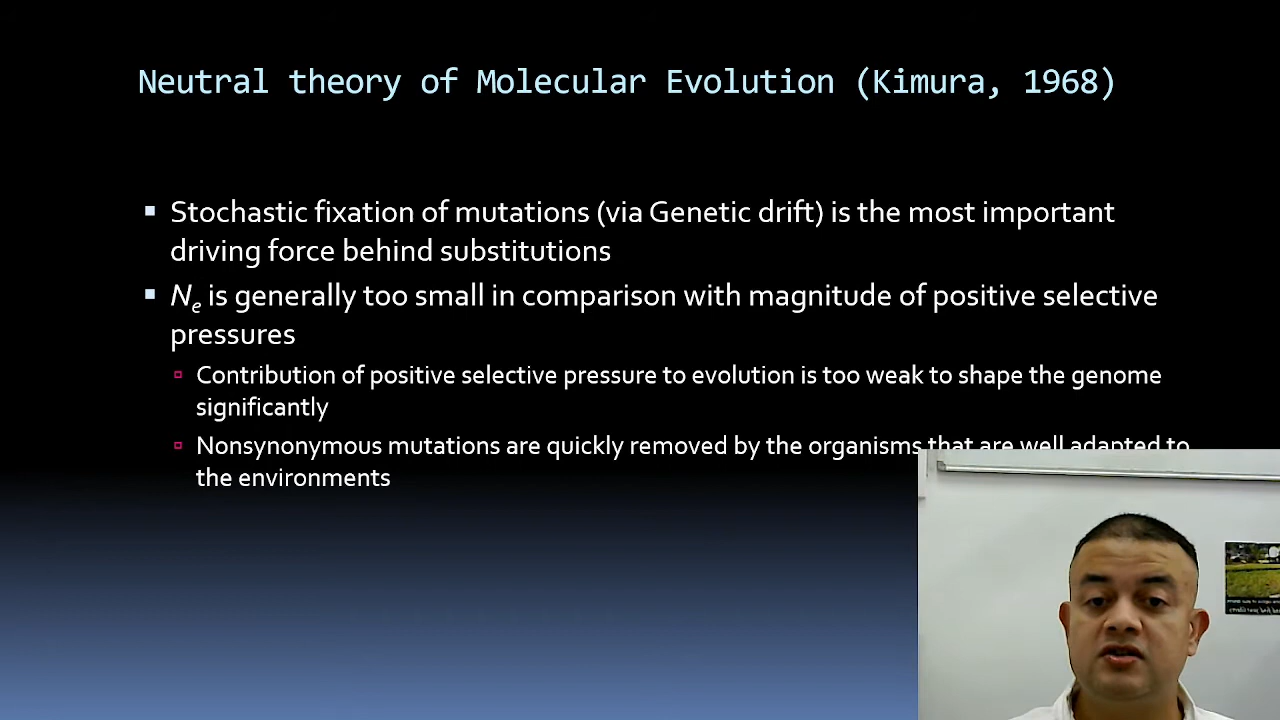 Neutral theory of Molecular Evolution (Kimura, 1968)
Stochastic fixation of mutations (via Genetic drift) is the most important
driving force behind substitutions
Ne is generally too small in comparison with magnitude of positive selective
pressures
Contribution of positive selective pressure to evolution is too weak to shape the genome
significantly
Nonsynonymous mutations are quickly removed by the organisms that are well adapted to
the environments